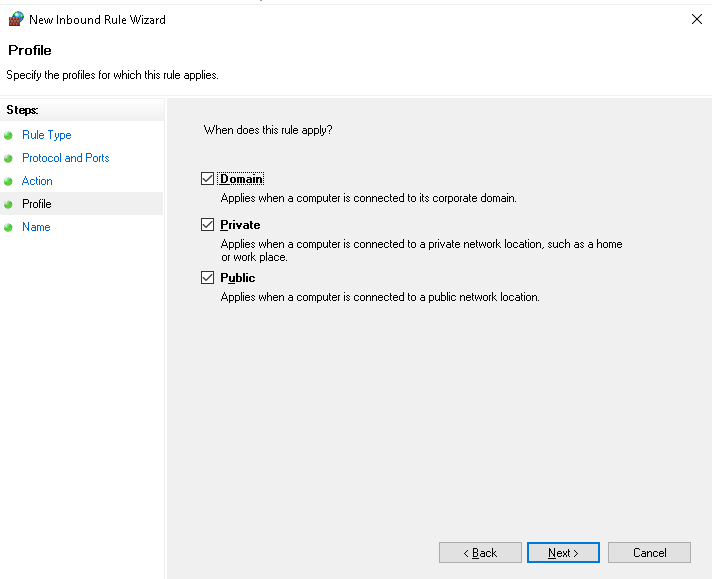 New Inbound Rule Wizard
Profile
Specify the profiles for which this rule applies.
Steps:
Rule Type
Protocol and Ports
Action
Profile
Name
When does this rule apply?
Domain
Applies when a computer is connected to its corporate domain.
Private
Applies when a computer is connected to a private network location, such as a home
or work place.
Public
Applies when a computer is connected to a public network location.
< Back
Next >
Cancel